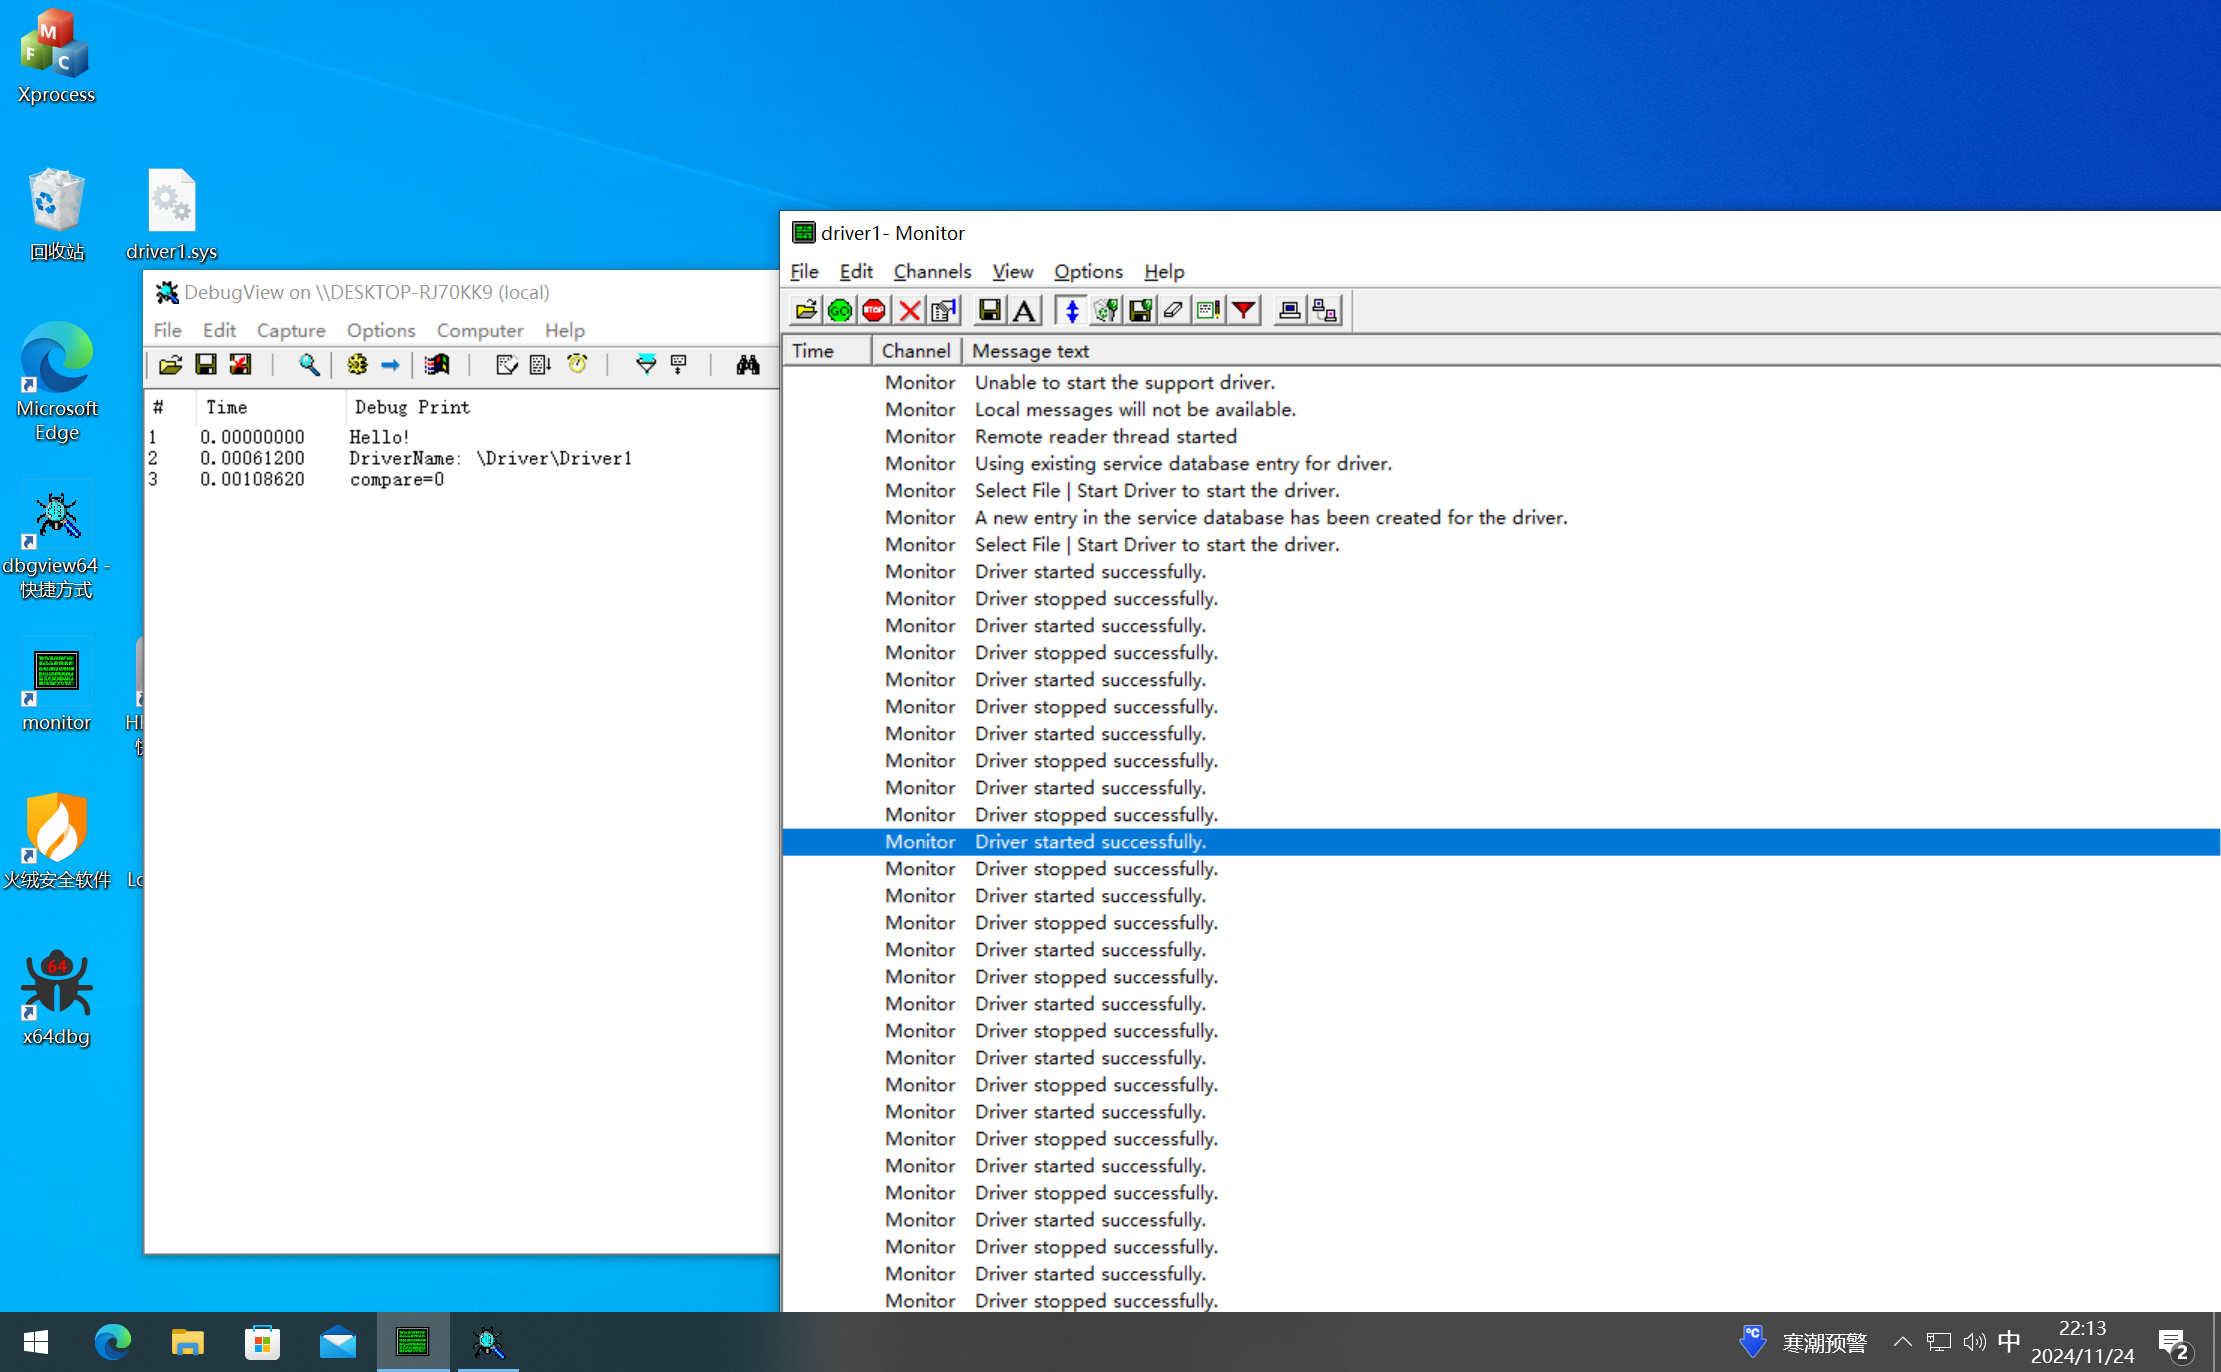 Xprocess
回收站
driver1.sys
Microsoft
Edge
dbgview64 -
快捷方式
monitor
火绒安全软件
x64dbg
DebugView on \\DESKTOP-RJ70KK9 (local)
File Edit Capture Options Computer Help
# Time Debug Print
1 0.00000000 Hello!
2 0.00061200 DriverName: \Driver\Driver1
3 0.00108620 compare=0
driver1- Monitor
File Edit Channels View Options Help
Time Channel Message text
Monitor Unable to start the support driver.
Monitor Local messages will not be available.
Monitor Remote reader thread started
Monitor Using existing service database entry for driver.
Monitor Select File | Start Driver to start the driver.
Monitor A new entry in the service database has been created for the driver.
Monitor Select File | Start Driver to start the driver.
Monitor Driver started successfully.
Monitor Driver stopped successfully.
Monitor Driver started successfully.
Monitor Driver stopped successfully.
Monitor Driver started successfully.
Monitor Driver stopped successfully.
Monitor Driver started successfully.
Monitor Driver stopped successfully.
Monitor Driver started successfully.
Monitor Driver stopped successfully.
Monitor Driver started successfully.
Monitor Driver stopped successfully.
Monitor Driver started successfully.
Monitor Driver stopped successfully.
Monitor Driver started successfully.
Monitor Driver stopped successfully.
Monitor Driver started successfully.
Monitor Driver stopped successfully.
Monitor Driver started successfully.
Monitor Driver stopped successfully.
Monitor Driver started successfully.
Monitor Driver stopped successfully.
Monitor Driver started successfully.
Monitor Driver stopped successfully.
Monitor Driver started successfully.
Monitor Driver stopped successfully.
Monitor Driver started successfully.
Monitor Driver stopped successfully.
寒潮预警
中
22:13
2024/11/24
2